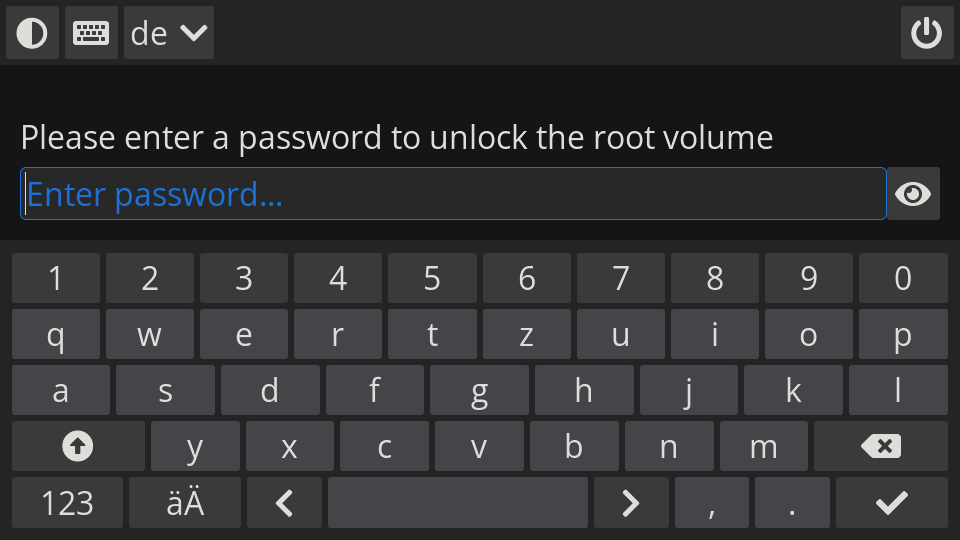 de
Please enter a password to unlock the root volume
Enter password...
1 2 3 4 5 6 7 8 9 0
q w e r t z u i o p
a s d f g h j k l
y x c v b n m
123 äÄ , .